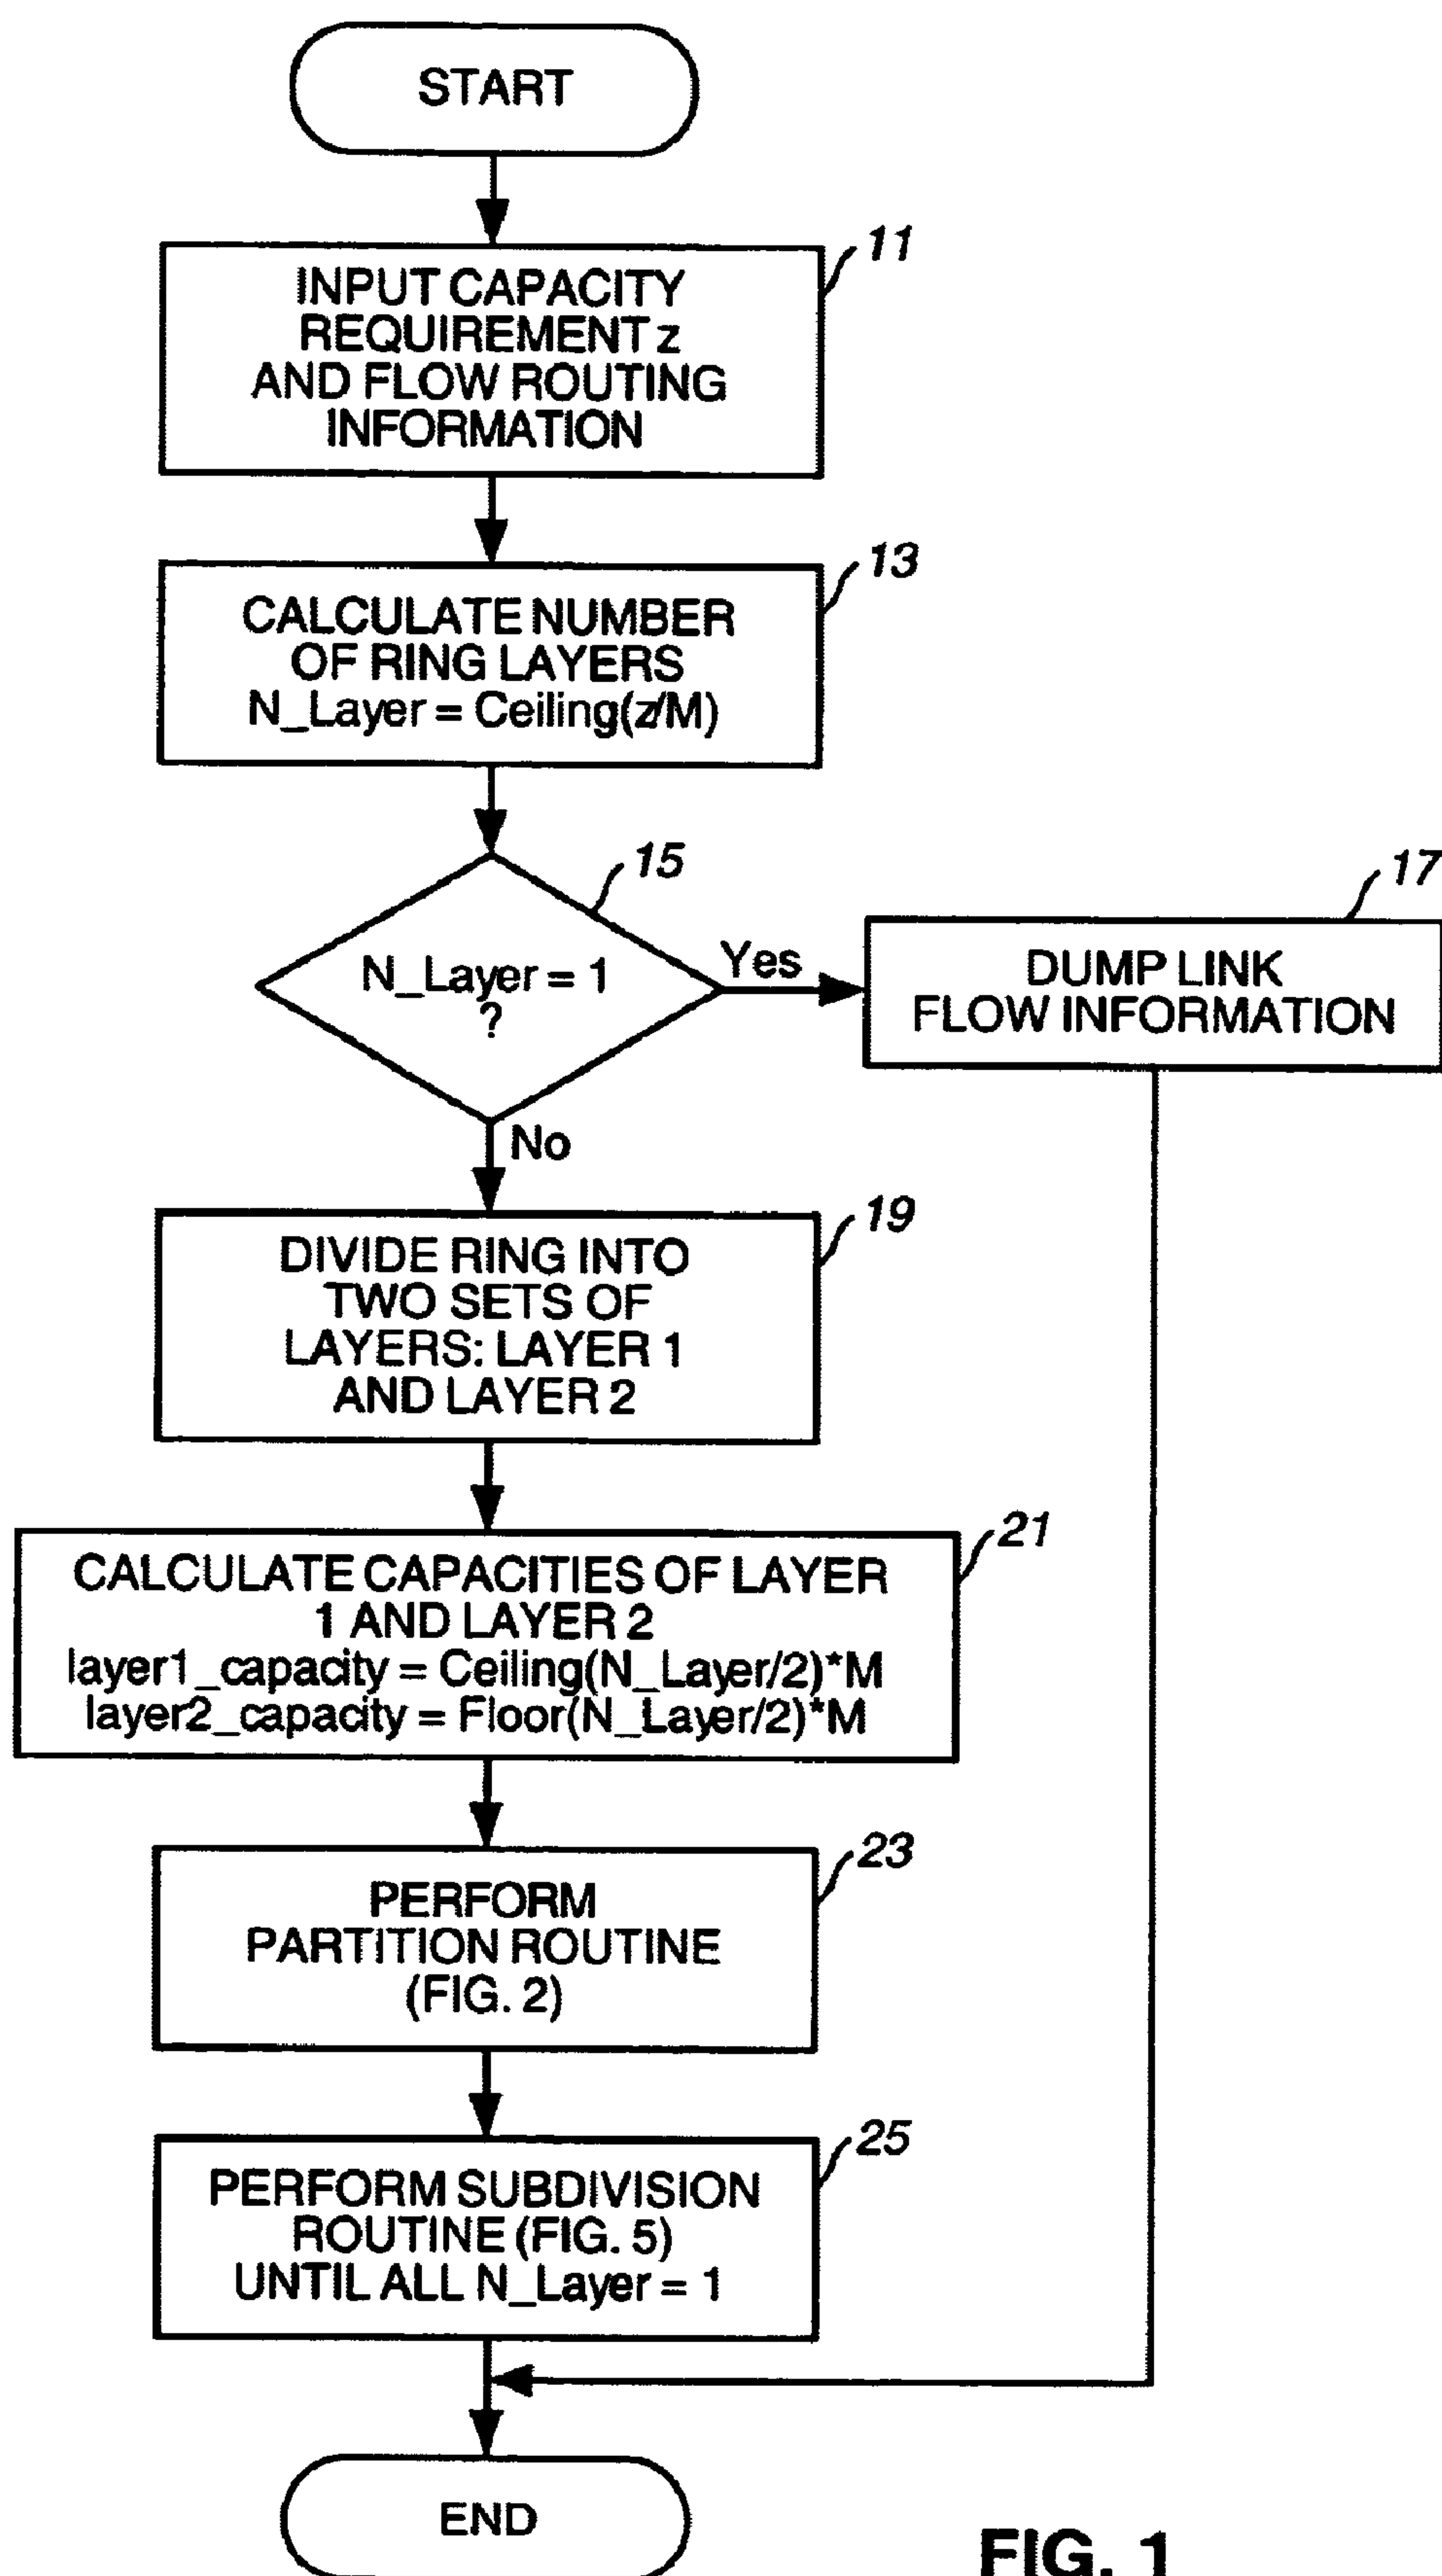 START
11
INPUT CAPACITY
REQUIREMENT z
AND FLOW ROUTING
INFORMATION
13
CALCULATE NUMBER
OF RING LAYERS
N_Layer = Ceiling(z/M)
15
N_Layer = 1
?
Yes
17
DUMP LINK
FLOW INFORMATION
No
19
DIVIDE RING INTO
TWO SETS OF
LAYERS: LAYER 1
AND LAYER 2
21
CALCULATE CAPACITIES OF LAYER
1 AND LAYER 2
layer1_capacity = Ceiling(N_Layer/2)*M
layer2_capacity = Floor(N_Layer/2)*M
23
PERFORM
PARTITION ROUTINE
(FIG. 2)
25
PERFORM SUBDIVISION
ROUTINE (FIG. 5)
UNTIL ALL N_Layer = 1
END
FIG. 1